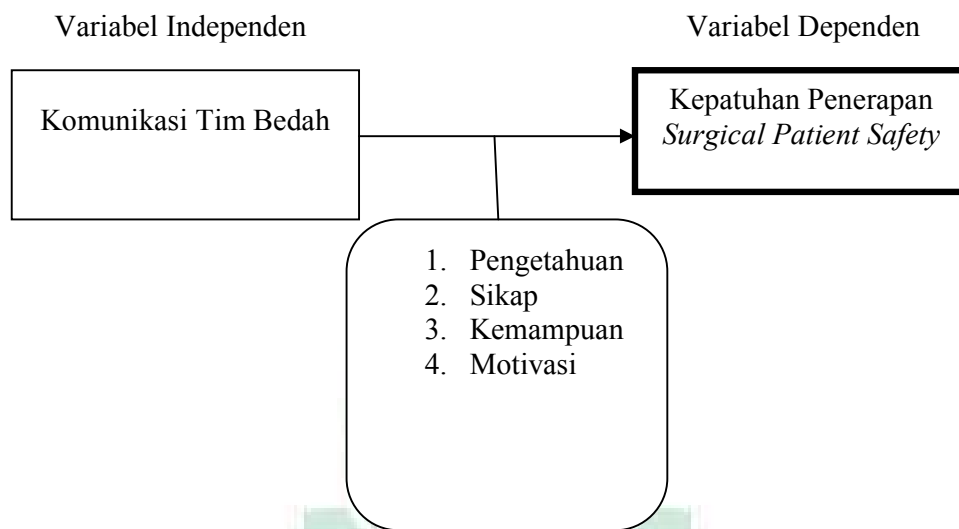 Variabel Independen
Variabel Dependen
Komunikasi Tim Bedah
Kepatuhan Penerapan
Surgical Patient Safety
1. Pengetahuan
2. Sikap
3. Kemampuan
4. Motivasi